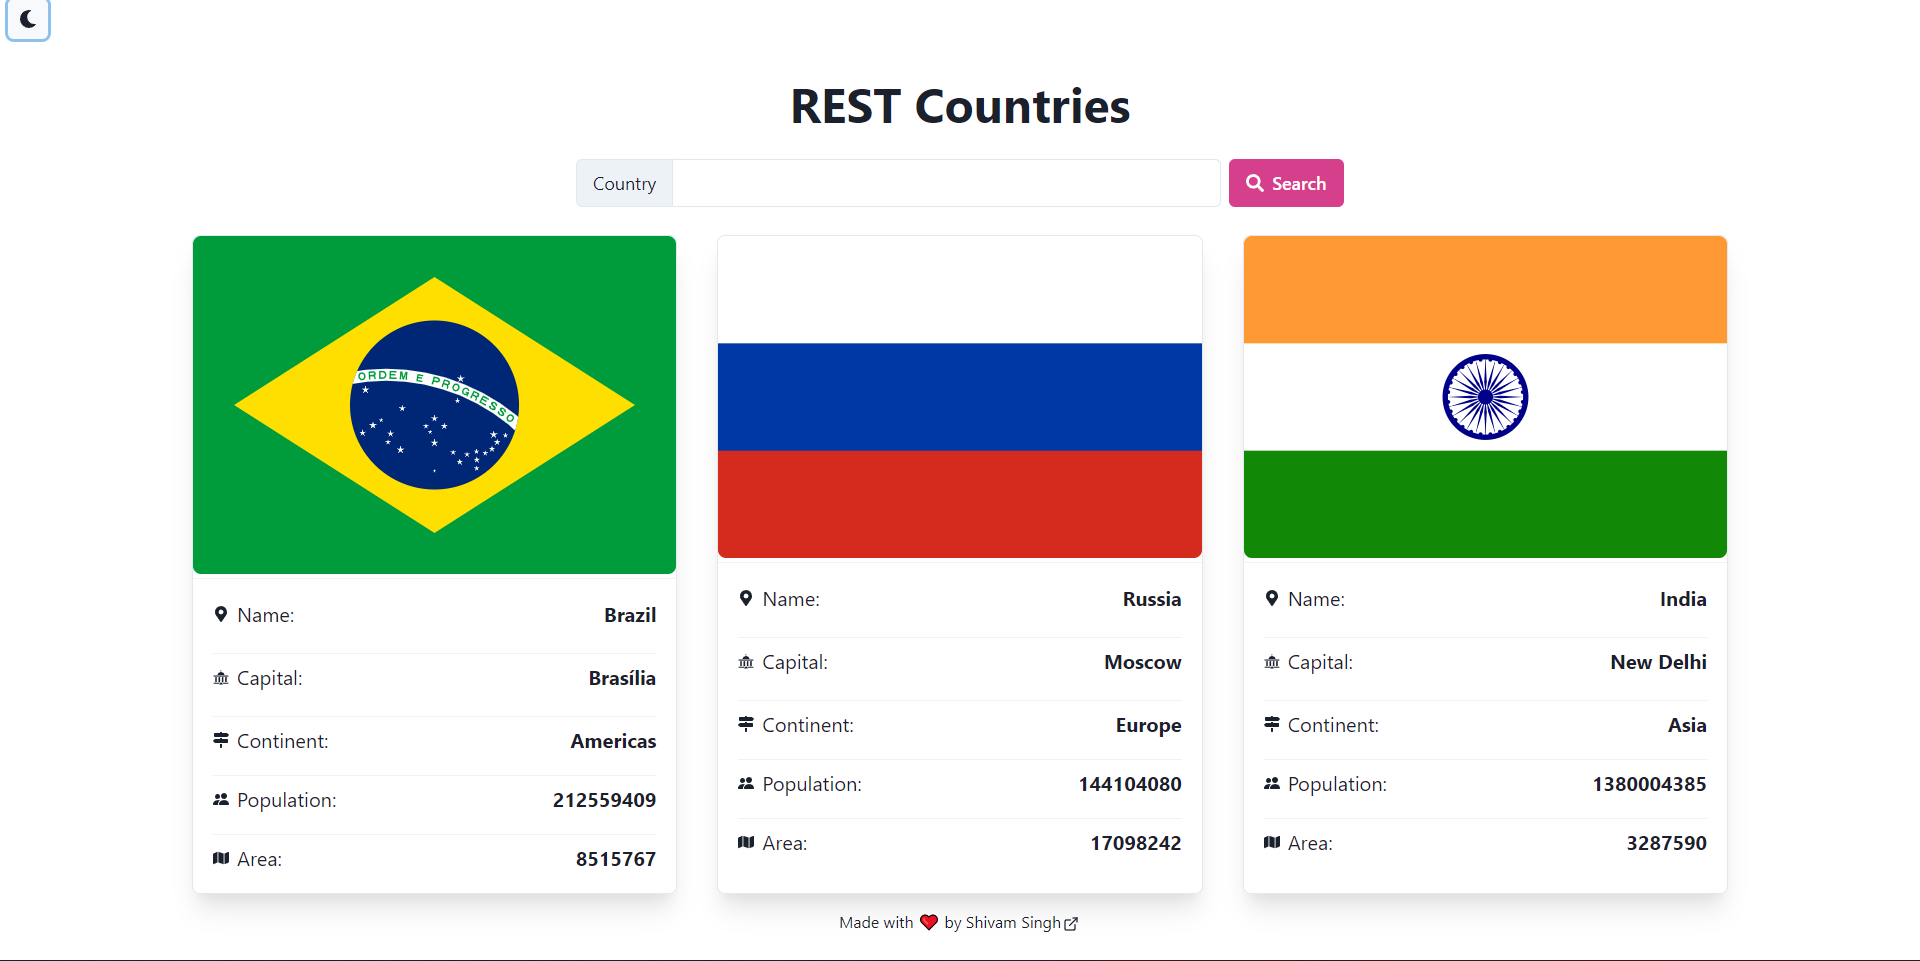 REST Countries
Country
Search
ORDEM E PROGRESSO
Name: Brazil
Capital: Brasília
Continent: Americas
Population: 212559409
Area: 8515767
Name: Russia
Capital: Moscow
Continent: Europe
Population: 144104080
Area: 17098242
Name: India
Capital: New Delhi
Continent: Asia
Population: 1380004385
Area: 3287590
Made with ❤ by Shivam Singh